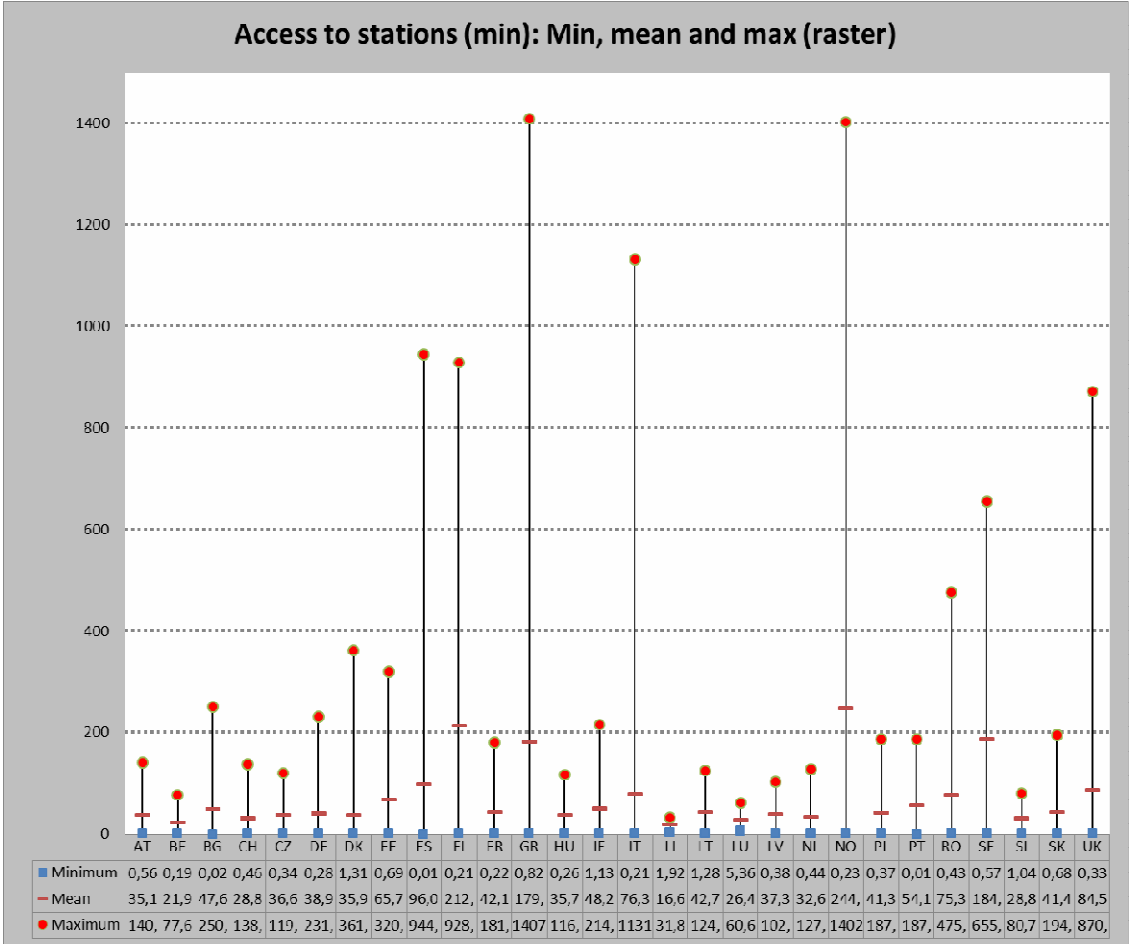 Access to stations (min): Min, mean and max (raster)
1400
1200
1000
800
600
400
200
0
AT BE BG CH CZ DE DK EE ES FI FR GR HU IE IT LI LT LU LV NL NO PL PT RO SE SI SK UK
Minimum 0,56 0,19 0,02 0,46 0,34 0,28 1,31 0,69 0,01 0,21 0,22 0,82 0,26 1,13 0,21 1,92 1,28 5,36 0,38 0,44 0,23 0,37 0,01 0,43 0,57 1,04 0,68 0,33
Mean 35,1 21,9 47,6 28,8 36,6 38,9 35,9 65,7 96,0 212, 42,1 179, 35,7 48,2 76,3 16,6 42,7 26,4 37,3 32,6 244, 41,3 54,1 75,3 184, 28,8 41,4 84,5
Maximum 140, 77,6 250, 138, 119, 231, 361, 320, 944, 928, 181, 1407 116, 214, 1131 31,8 124, 60,6 102, 127, 1402 187, 187, 475, 655, 80,7 194, 870,